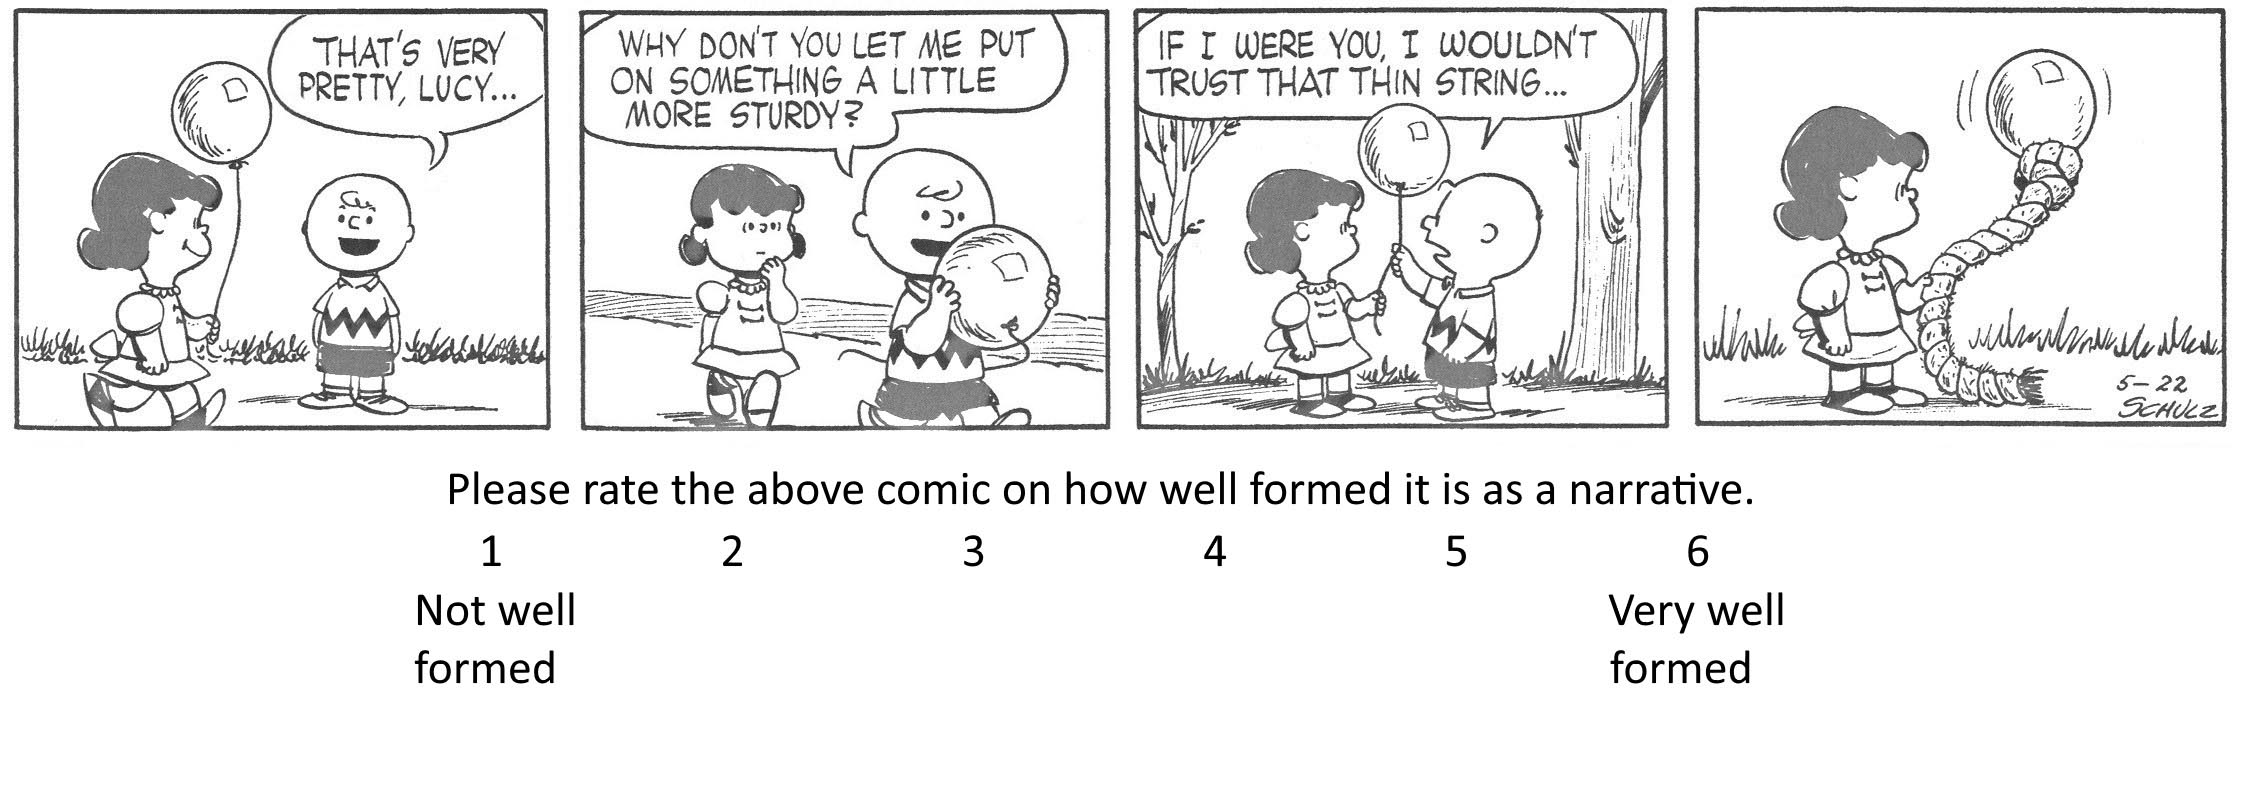 THAT'S VERY
PRETTY, LUCY...
WHY DON'T YOU LET ME PUT
ON SOMETHING A LITTLE
MORE STURDY?
IF I WERE YOU, I WOULDN'T
TRUST THAT THIN STRING...
5-22
SCHULZ
Please rate the above comic on how well formed it is as a narrative.
1 2 3 4 5 6
Not well Very well
formed formed